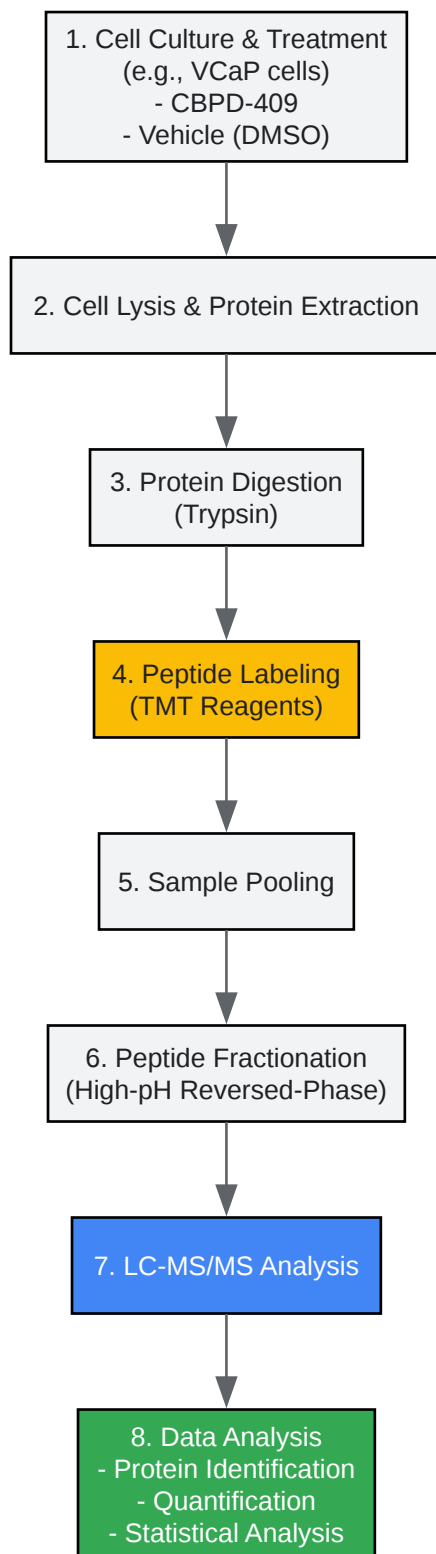 1. Cell Culture & Treatment
(e.g., VCaP cells)
- CBPD-409
- Vehicle (DMSO)
2. Cell Lysis & Protein Extraction
3. Protein Digestion
(Trypsin)
4. Peptide Labeling
(TMT Reagents)
5. Sample Pooling
6. Peptide Fractionation
(High-pH Reversed-Phase)
7. LC-MS/MS Analysis
8. Data Analysis
- Protein Identification
- Quantification
- Statistical Analysis